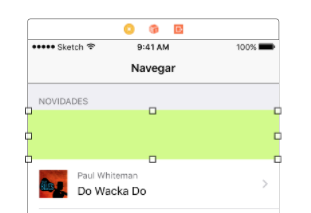 Sketch 9:41 AM 100%
Navegar
NOVIDADES
Paul Whiteman
Do Wacka Do